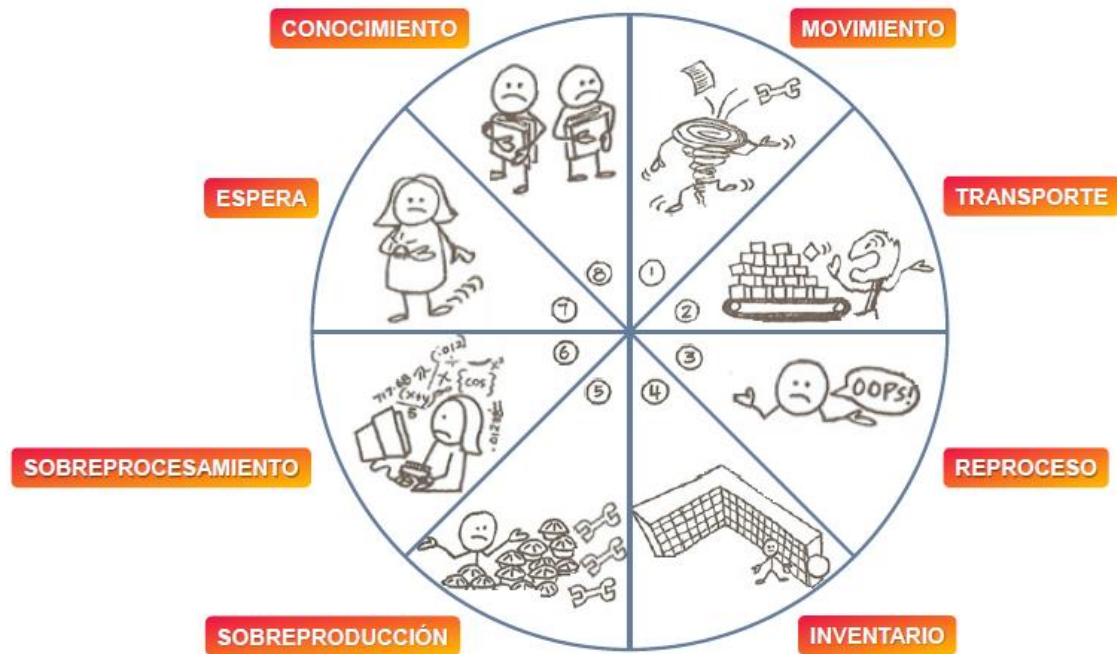 CONOCIMIENTO
MOVIMIENTO
ESPERA
TRANSPORTE
8
1
7
2
6
3
5
4
OOPS!
SOBREPROCESAMIENTO
REPROCESO
SOBREPRODUCCIÓN
INVENTARIO